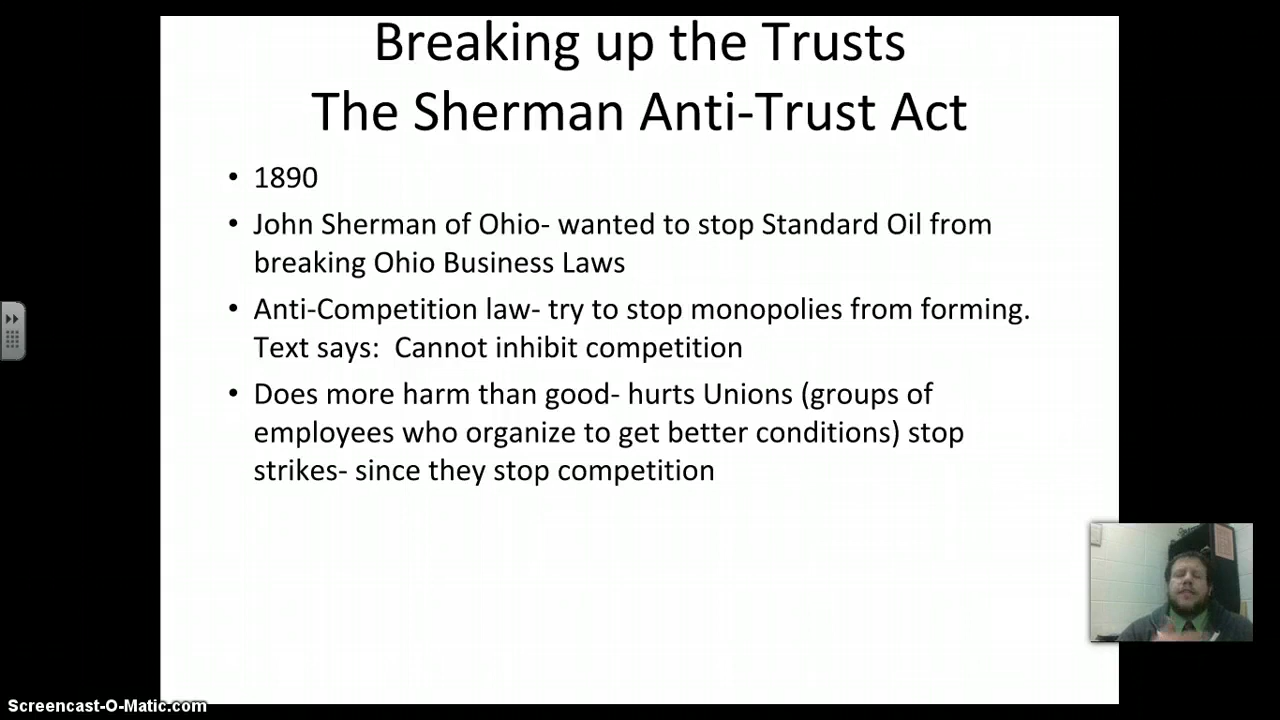 Breaking up the Trusts
The Sherman Anti-Trust Act
• 1890
• John Sherman of Ohio- wanted to stop Standard Oil from
breaking Ohio Business Laws
• Anti-Competition law- try to stop monopolies from forming.
Text says:  Cannot inhibit competition
• Does more harm than good- hurts Unions (groups of
employees who organize to get better conditions) stop
strikes- since they stop competition
Screencast-O-Matic.com